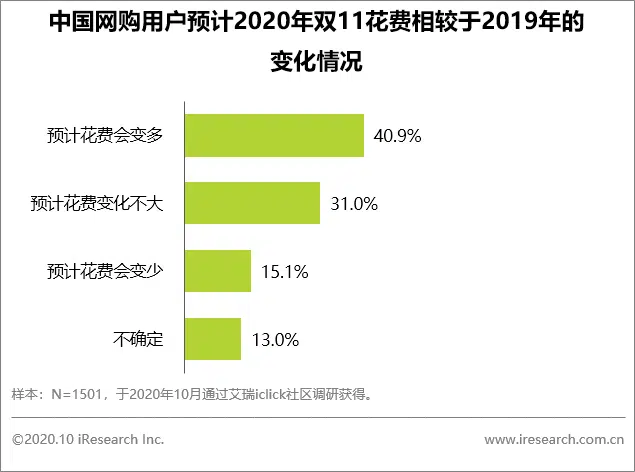 中国网购用户预计2020年双11花费相较于2019年的
变化情况
预计花费会变多 40.9%
预计花费变化不大 31.0%
预计花费会变少 15.1%
不确定 13.0%
样本：N=1501，于2020年10月通过艾瑞iclick社区调研获得。
©2020.10 iResearch Inc. www.iresearch.com.cn